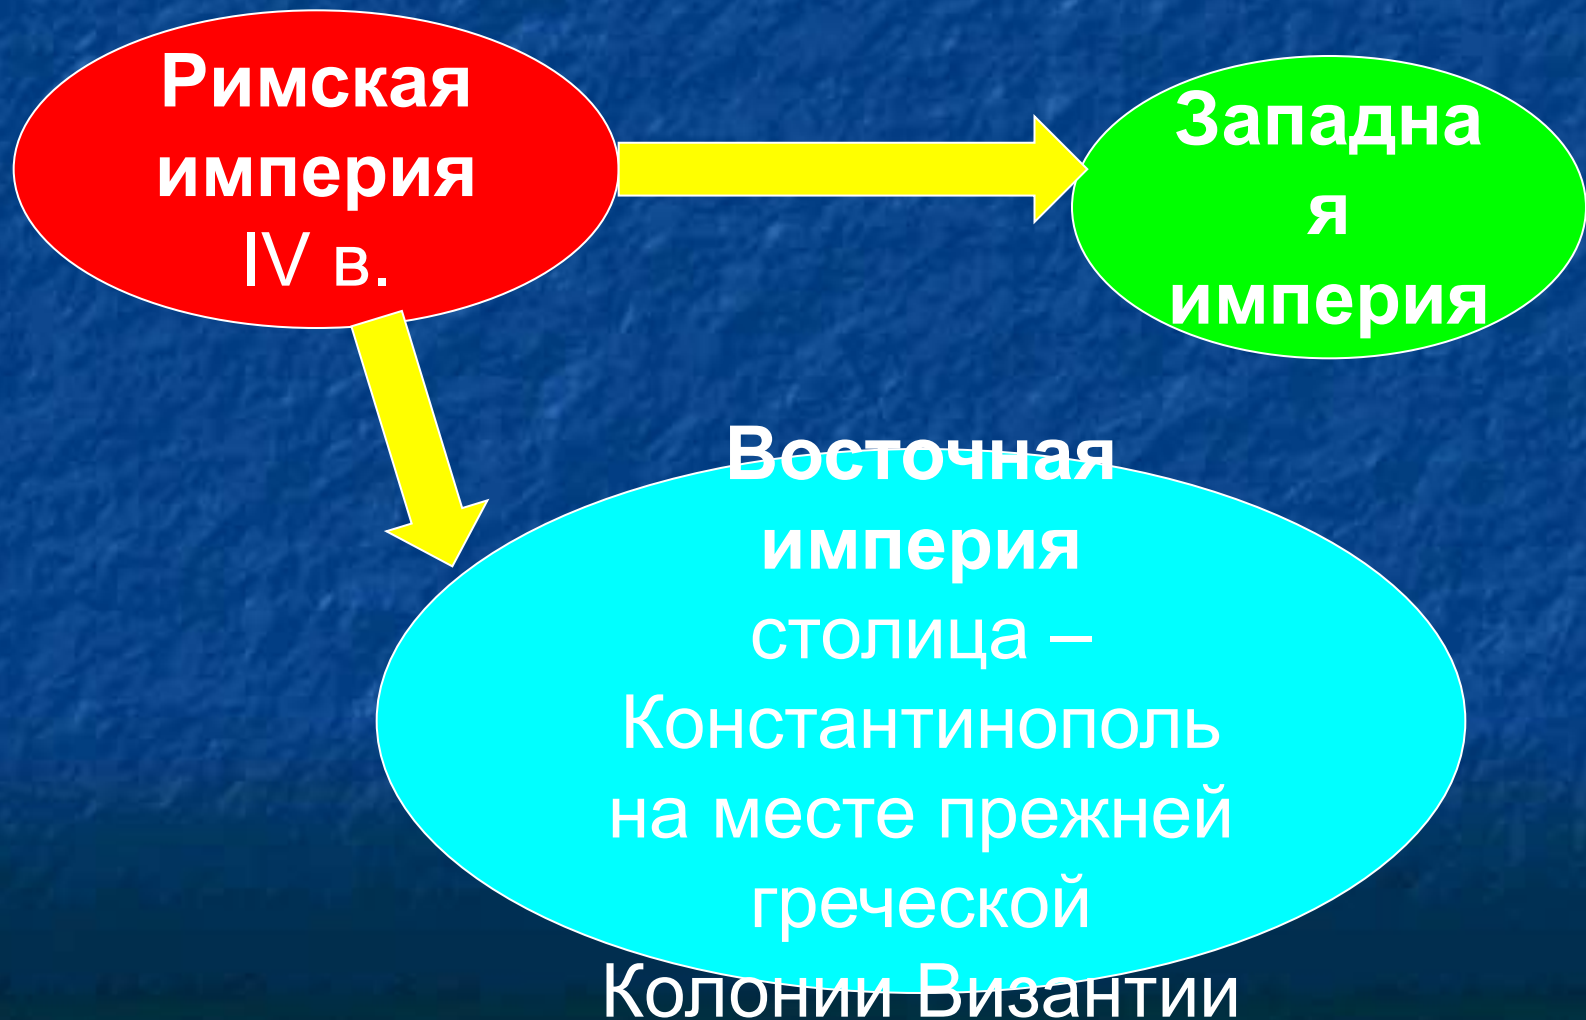 Римская
империя
IV в.
Западна
я
империя
Восточная
империя
столица –
Константинополь
на месте прежней
греческой
Колонии Византии